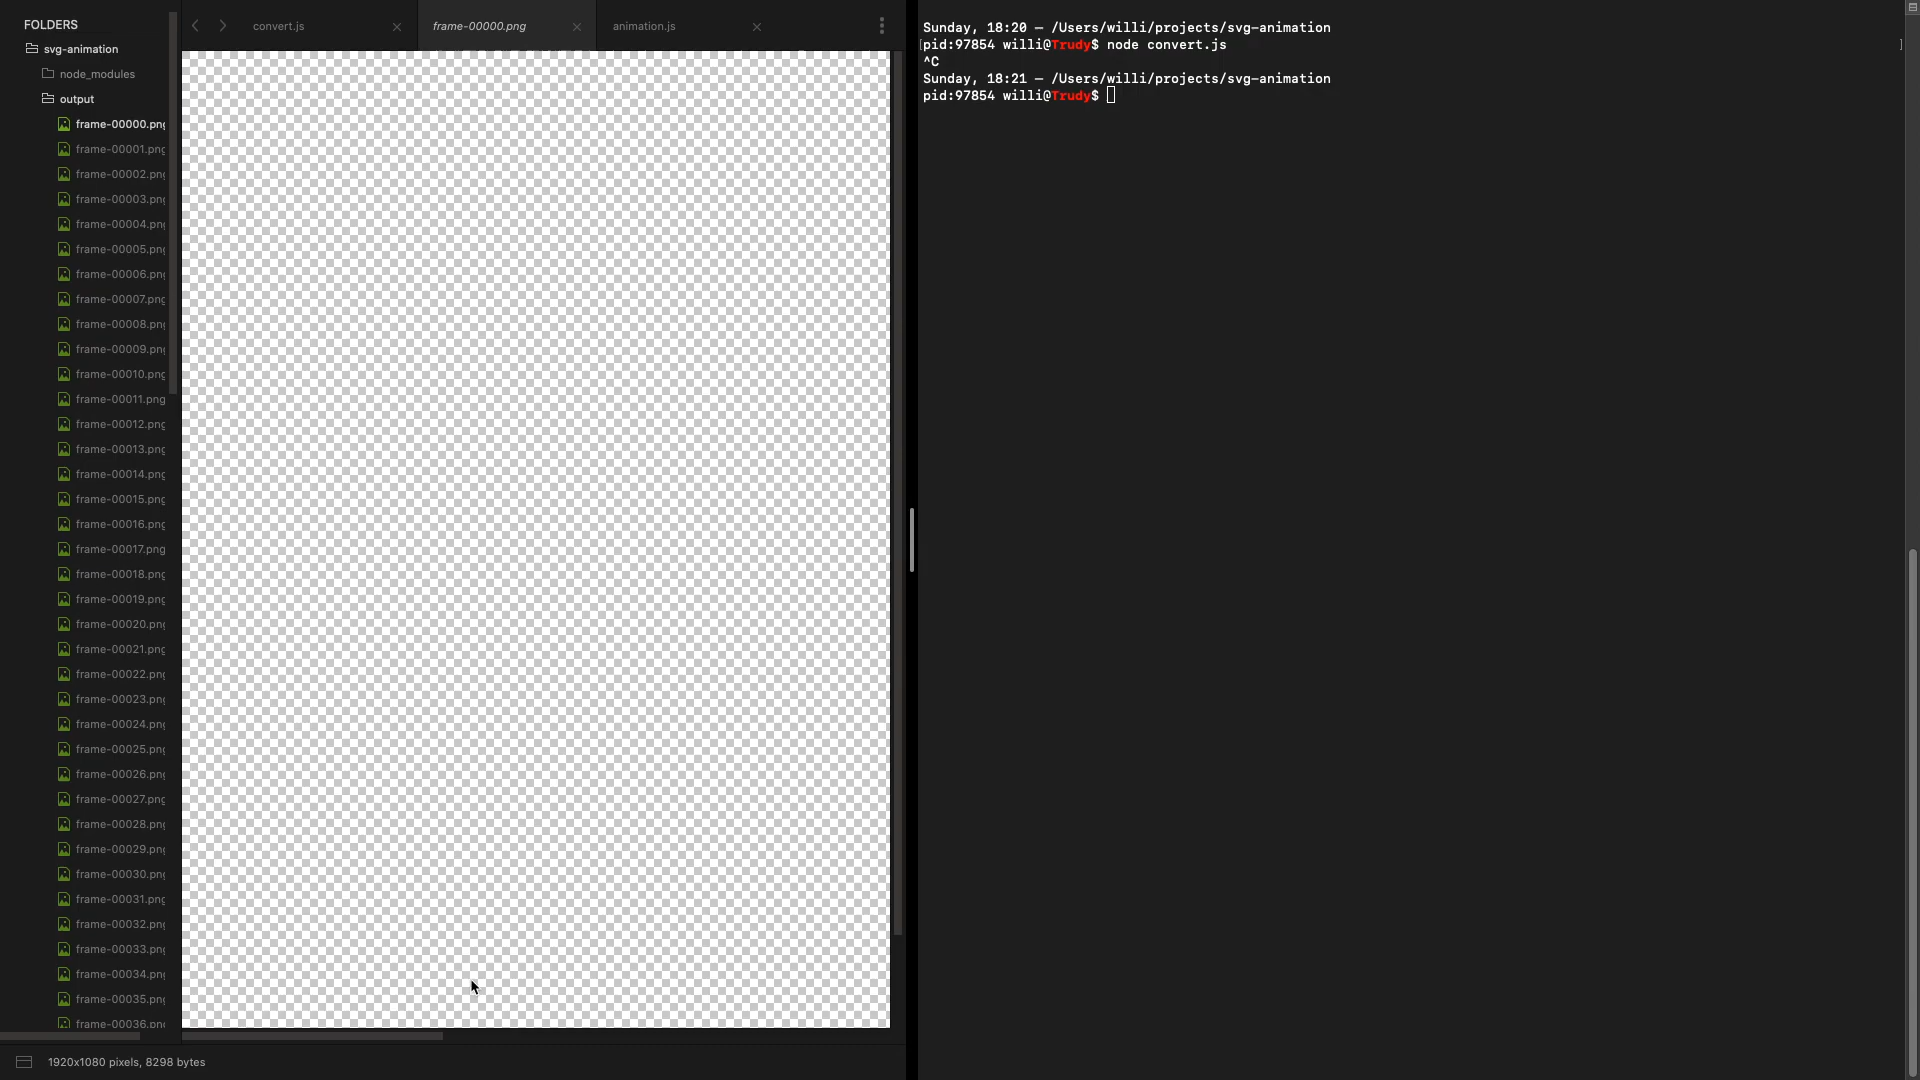 FOLDERS
svg-animation
node_modules
output
frame-00000.png
frame-00001.png
frame-00002.png
frame-00003.png
frame-00004.png
frame-00005.png
frame-00006.png
frame-00007.png
frame-00008.png
frame-00009.png
frame-00010.png
frame-00011.png
frame-00012.png
frame-00013.png
frame-00014.png
frame-00015.png
frame-00016.png
frame-00017.png
frame-00018.png
frame-00019.png
frame-00020.png
frame-00021.png
frame-00022.png
frame-00023.png
frame-00024.png
frame-00025.png
frame-00026.png
frame-00027.png
frame-00028.png
frame-00029.png
frame-00030.png
frame-00031.png
frame-00032.png
frame-00033.png
frame-00034.png
frame-00035.png
frame-00036.png
1920x1080 pixels, 8298 bytes
convert.js
frame-00000.png
animation.js
Sunday, 18:20 — /Users/willi/projects/svg-animation
[pid:97854 willi@Trudy$ node convert.js ]
^C
Sunday, 18:21 — /Users/willi/projects/svg-animation
pid:97854 willi@Trudy$